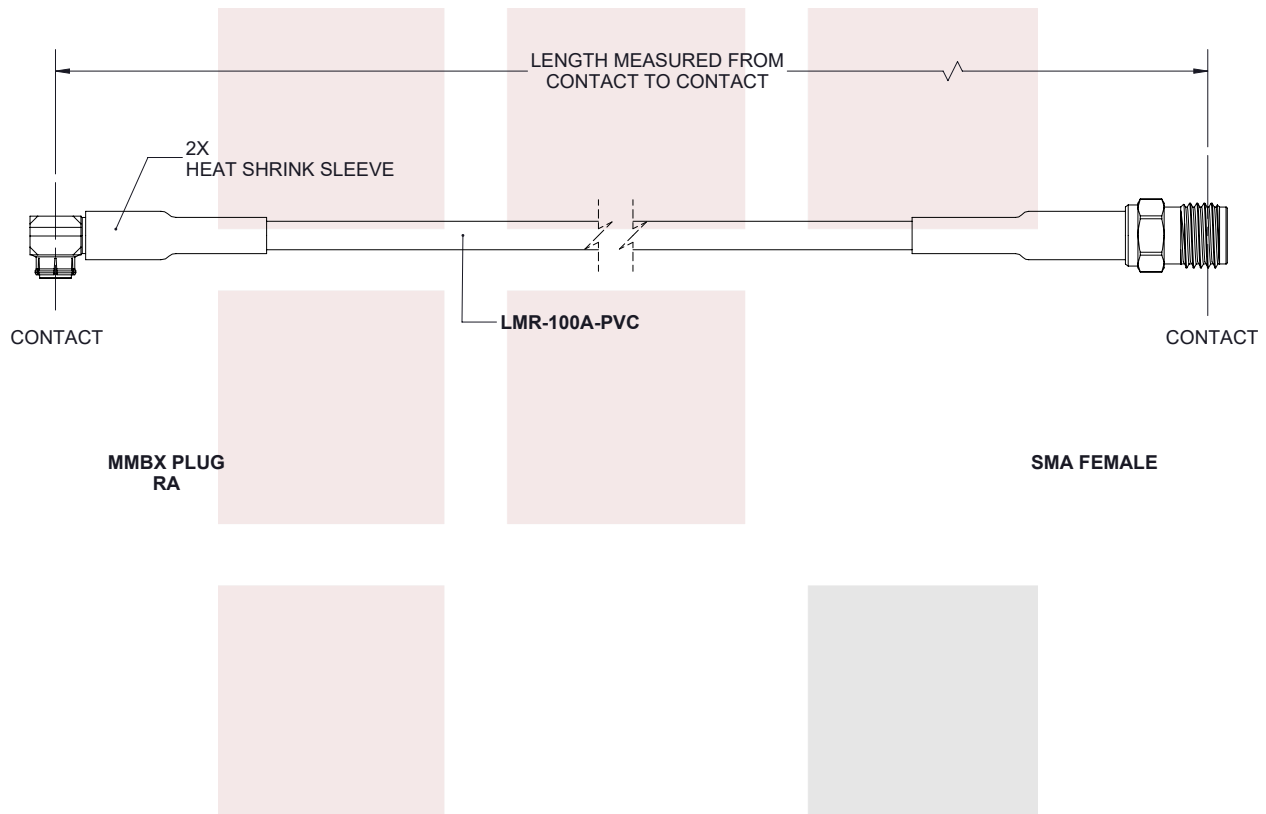 LENGTH MEASURED FROM
CONTACT TO CONTACT
2X
HEAT SHRINK SLEEVE
LMR-100A-PVC
CONTACT
CONTACT
MMBX PLUG
RA
SMA FEMALE